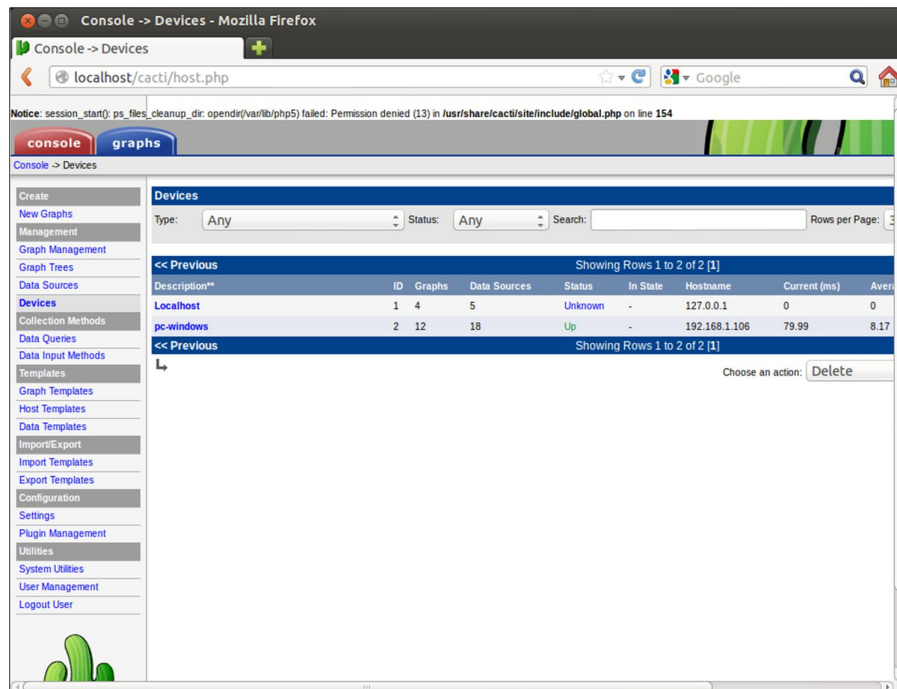 Console -> Devices - Mozilla Firefox
Console -> Devices
localhost/cacti/host.php
Google
Notice: session_start(): ps_files_cleanup_dir: opendir(/var/lib/php5) failed: Permission denied (13) in /usr/share/cacti/site/include/global.php on line 154
console graphs
Console -> Devices
Create
New Graphs
Management
Graph Management
Graph Trees
Data Sources
Devices
Collection Methods
Data Queries
Data Input Methods
Templates
Graph Templates
Host Templates
Data Templates
Import/Export
Import Templates
Export Templates
Configuration
Settings
Plugin Management
Utilities
System Utilities
User Management
Logout User
Devices
Type: Any Status: Any Search: Rows per Page: 3
<< Previous Showing Rows 1 to 2 of 2 [1]
Description** ID Graphs Data Sources Status In State Hostname Current (ms) Avera
Localhost 1 4 5 Unknown - 127.0.0.1 0 0
pc-windows 2 12 18 Up - 192.168.1.106 79.99 8.17
<< Previous Showing Rows 1 to 2 of 2 [1]
Choose an action: Delete